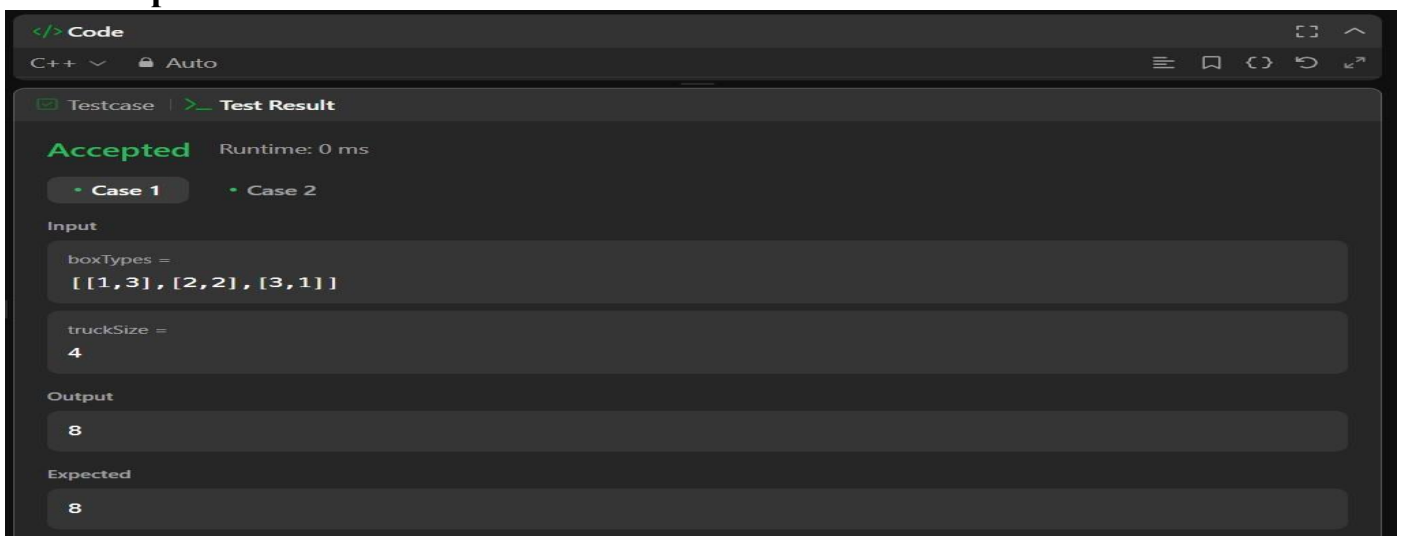 </> Code
C++ Auto
Testcase | >_ Test Result
Accepted Runtime: 0 ms
• Case 1 • Case 2
Input
boxTypes =
[[1,3],[2,2],[3,1]]
truckSize =
4
Output
8
Expected
8